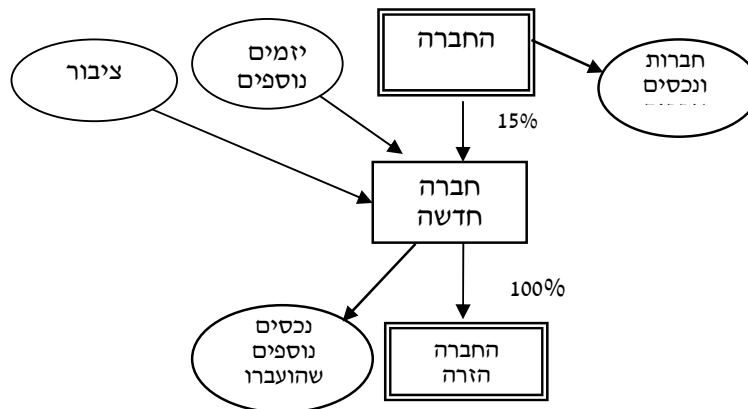 החברה
יזמים
נוספים
ציבור
חברות
ונכסים
15%
חברה
חדשה
100%
נכסים
נוספים
שהועברו
החברה
הזרה